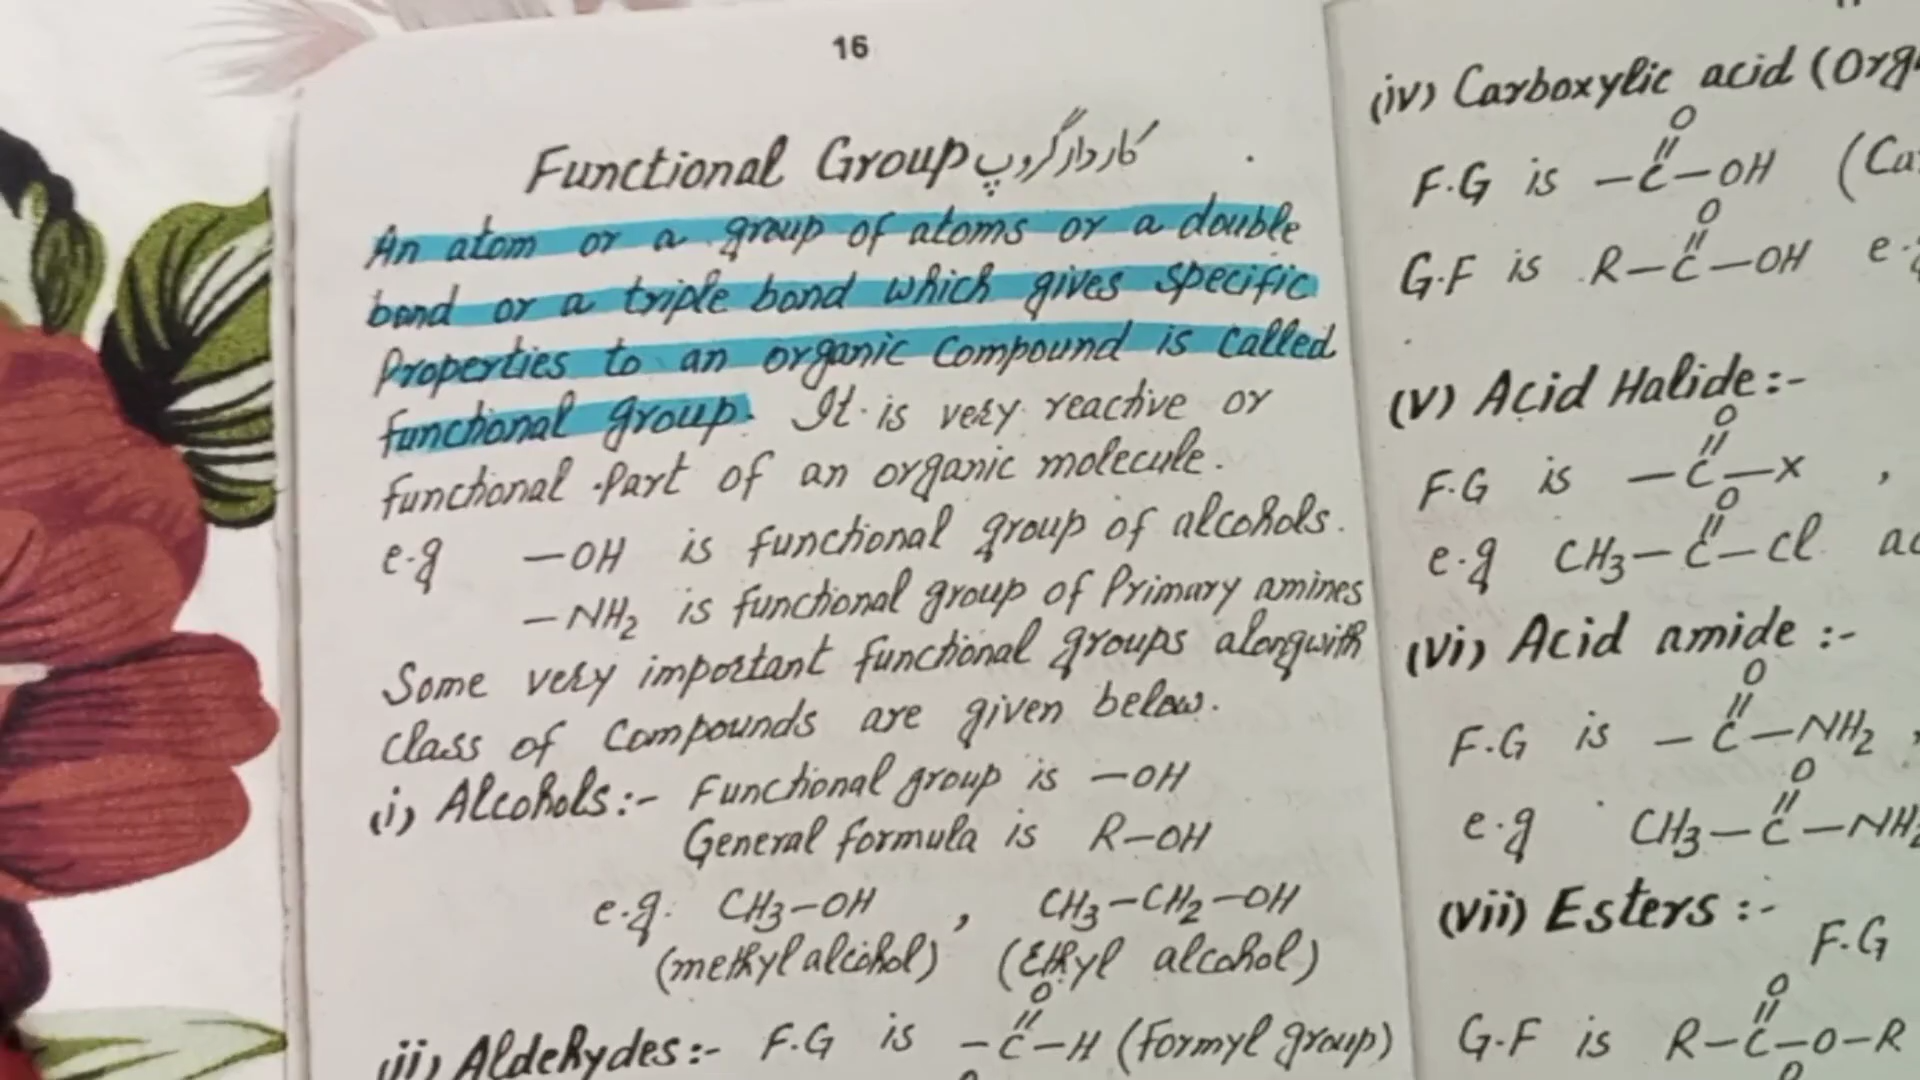 16
Functional Group کاردار گروپ
An atom or a group of atoms or a double
bond or a triple bond which gives specific
Properties to an organic Compound is called
functional group. It is very reactive or
functional Part of an organic molecule.
e.g —OH is functional group of alcohols.
—NH2 is functional group of Primary amines
Some very important functional groups alongwith
Class of Compounds are given below.
(i) Alcohols:- Functional group is —OH
General formula is R—OH
e.g. CH3—OH , CH3—CH2—OH
(methyl alcohol) (Ethyl alcohol)
O
(ii) Aldehydes:- F.G is —C—H (Formyl group)
(iv) Carboxylic acid
O
F.G is —C—OH
O
G.F is R—C—OH
(v) Acid Halide:-
O
F.G is —C—X ,
O
e.g CH3—C—Cl
(vi) Acid amide :-
O
F.G is —C—NH2
O
e.g CH3—C—NH2
(vii) Esters :-
F.G
O
G.F is R—C—O—R
O